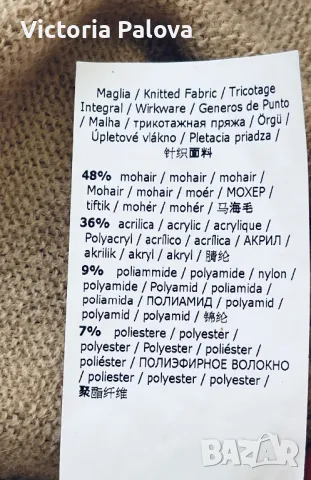 Victoria Palova
Maglia / Knitted Fabric / Tricotage
Integral / Wirkware / Generos de Punto
/ Malha / трикотажная пряжа / Örgü /
Úpletové vlákno / Pletacia priadza /
针织面料
48% mohair / mohair / mohair /
Mohair / mohair / moér / МОХЕР /
tiftik / mohér / mohér / 马海毛
36% acrilica / acrylic / acrylique /
Polyacryl / acrílico / acrílica / АКРИЛ /
akrilik / akryl / akryl / 腈纶
9% poliammide / polyamide / nylon /
polyamide / Polyamid / poliamida /
poliamida / ПОЛИАМИД / polyamid /
polyamid / polyamid / 锦纶
7% poliestere / polyester /
polyester / Polyester / poliéster /
poliéster / ПОЛИЭФИРНОЕ ВОЛОКНО
/ poliester / polyester / polyester /
聚酯纤维
BAZAR